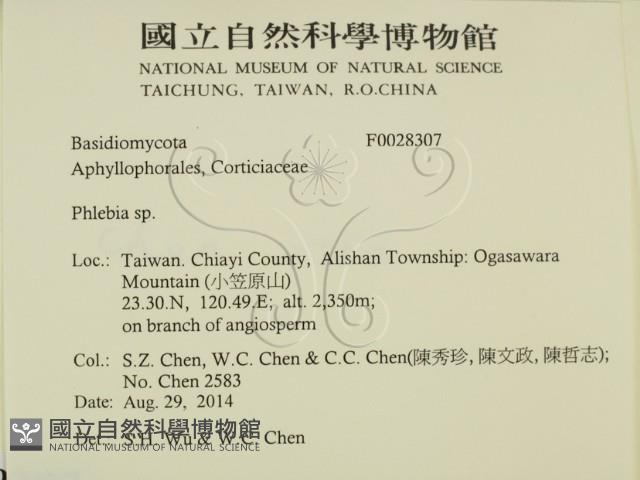 國立自然科學博物館
NATIONAL MUSEUM OF NATURAL SCIENCE
TAICHUNG, TAIWAN, R.O.CHINA
Basidiomycota F0028307
Aphyllophorales, Corticiaceae
Phlebia sp.
Loc.: Taiwan. Chiayi County, Alishan Township: Ogasawara
Mountain (小笠原山)
23.30.N, 120.49.E; alt. 2,350m;
on branch of angiosperm
Col.: S.Z. Chen, W.C. Chen & C.C. Chen(陳秀珍, 陳文政, 陳哲志);
No. Chen 2583
Date: Aug. 29, 2014
Det.: S.H. Wu & W.C. Chen
國立自然科學博物館
NATIONAL MUSEUM OF NATURAL SCIENCE